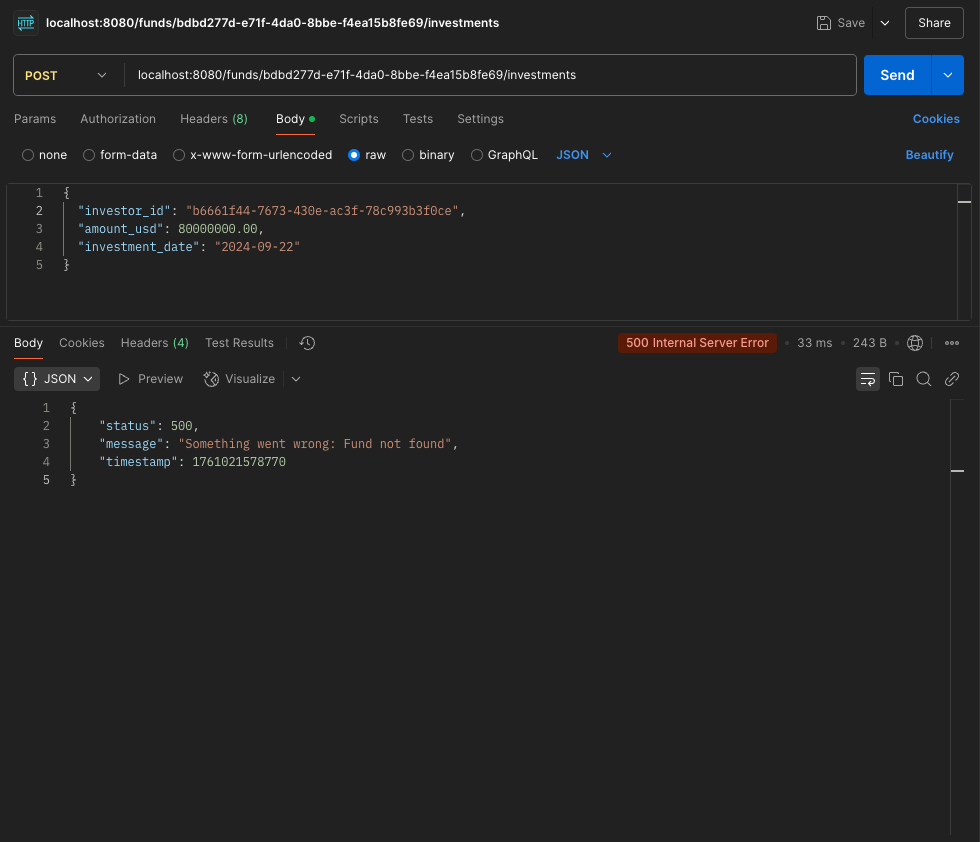 HTTP localhost:8080/funds/bdbd277d-e71f-4da0-8bbe-f4ea15b8fe69/investments Save Share
POST localhost:8080/funds/bdbd277d-e71f-4da0-8bbe-f4ea15b8fe69/investments Send
Params Authorization Headers (8) Body Scripts Tests Settings Cookies
none form-data x-www-form-urlencoded raw binary GraphQL JSON Beautify
1 {
2 "investor_id": "b6661f44-7673-430e-ac3f-78c993b3f0ce",
3 "amount_usd": 80000000.00,
4 "investment_date": "2024-09-22"
5 }
Body Cookies Headers (4) Test Results 500 Internal Server Error • 33 ms • 243 B •
{} JSON Preview Visualize
1 {
2 "status": 500,
3 "message": "Something went wrong: Fund not found",
4 "timestamp": 1761021578770
5 }